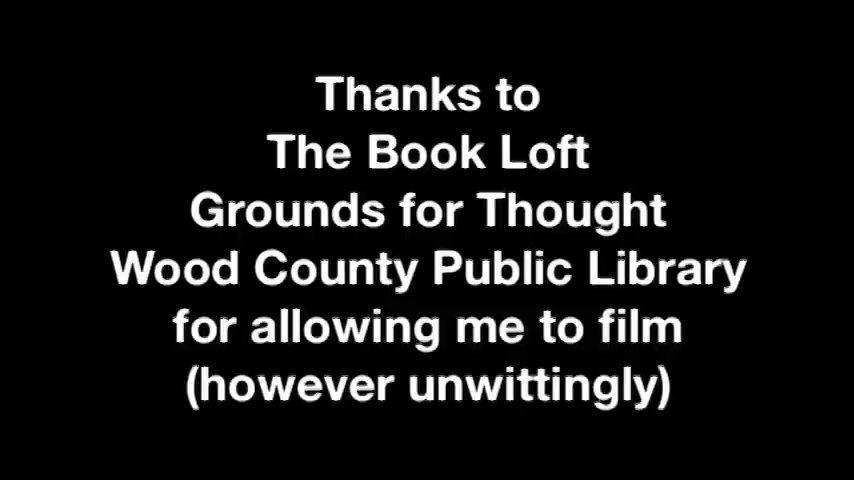 Thanks to
The Book Loft
Grounds for Thought
Wood County Public Library
for allowing me to film
(however unwittingly)